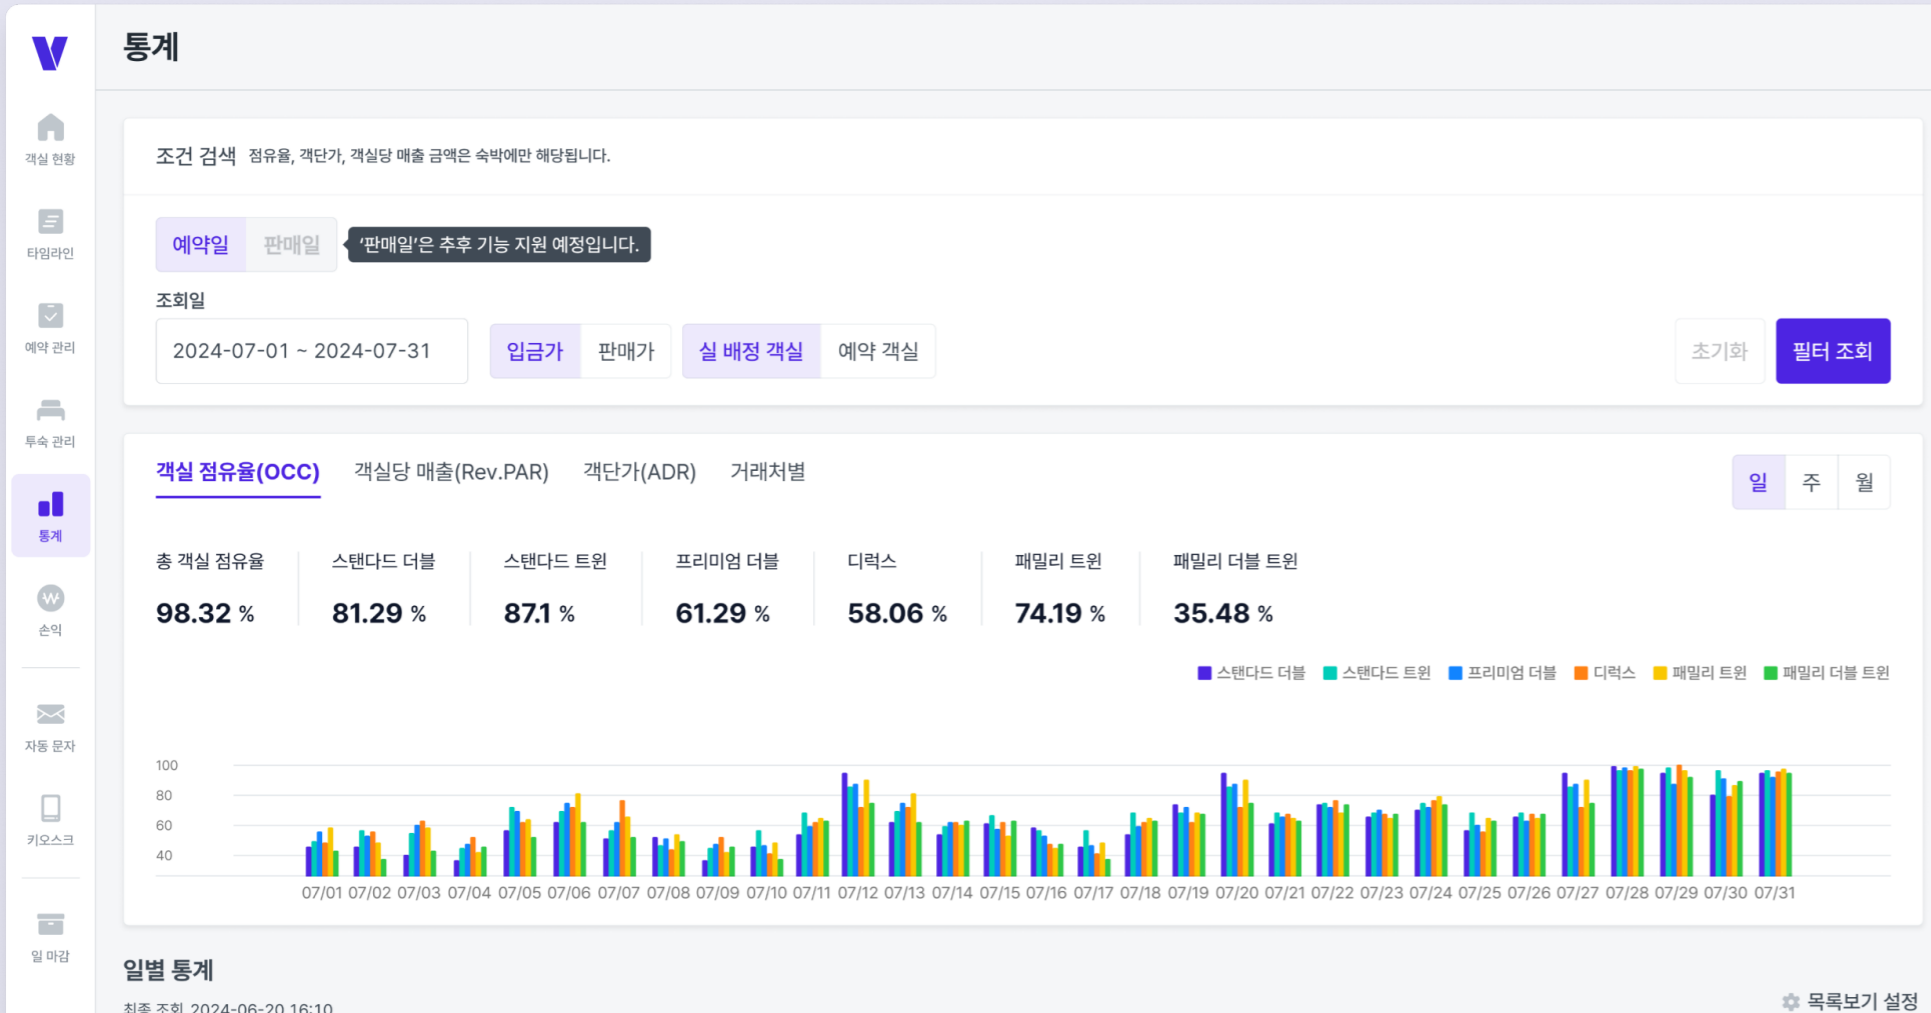 통계
객실 현황
타임라인
예약 관리
투숙 관리
통계
손익
자동 문자
키오스크
일 마감
조건 검색 점유율, 객단가, 객실당 매출 금액은 숙박에만 해당됩니다.
예약일 판매일 ‘판매일’은 추후 기능 지원 예정입니다.
조회일
2024-07-01 ~ 2024-07-31 입금가 판매가 실 배정 객실 예약 객실 초기화 필터 조회
객실 점유율(OCC) 객실당 매출(Rev.PAR) 객단가(ADR) 거래처별 일 주 월
총 객실 점유율 스탠다드 더블 스탠다드 트윈 프리미엄 더블 디럭스 패밀리 트윈 패밀리 더블 트윈
98.32 % 81.29 % 87.1 % 61.29 % 58.06 % 74.19 % 35.48 %
스탠다드 더블 스탠다드 트윈 프리미엄 더블 디럭스 패밀리 트윈 패밀리 더블 트윈
100
80
60
40
07/01 07/02 07/03 07/04 07/05 07/06 07/07 07/08 07/09 07/10 07/11 07/12 07/13 07/14 07/15 07/16 07/17 07/18 07/19 07/20 07/21 07/22 07/23 07/24 07/25 07/26 07/27 07/28 07/29 07/30 07/31
일별 통계
최종 조회 2024-06-20 16:10
목록보기 설정